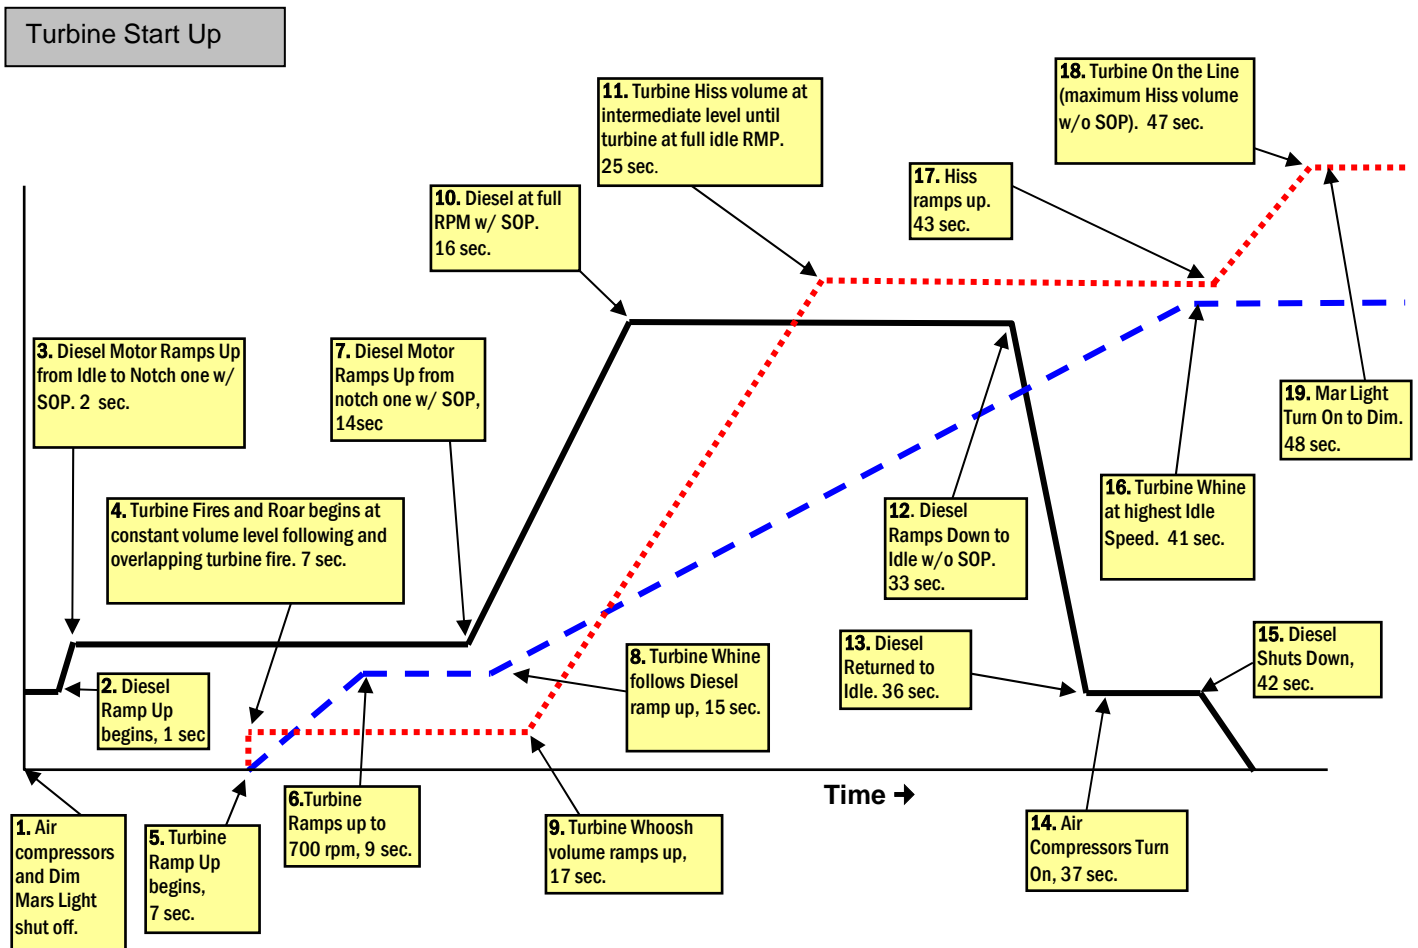 Turbine Start Up
18. Turbine On the Line
(maximum Hiss volume
w/o SOP).  47 sec.
11. Turbine Hiss volume at
intermediate level until
turbine at full idle RMP.
25 sec.
17. Hiss
ramps up.
43 sec.
10. Diesel at full
RPM w/ SOP.
16 sec.
3. Diesel Motor Ramps Up
from Idle to Notch one w/
SOP. 2  sec.
7. Diesel Motor
Ramps Up from
notch one w/ SOP,
14sec
19. Mar Light
Turn On to Dim.
48 sec.
4. Turbine Fires and Roar begins at
constant volume level following and
overlapping turbine fire. 7 sec.
12. Diesel
Ramps Down to
Idle w/o SOP.
33 sec.
16. Turbine Whine
at highest Idle
Speed.  41 sec.
2. Diesel
Ramp Up
begins, 1 sec
8. Turbine Whine
follows Diesel
ramp up, 15 sec.
13. Diesel
Returned to
Idle. 36 sec.
15. Diesel
Shuts Down,
42 sec.
Time →
1. Air
compressors
and Dim
Mars Light
shut off.
5. Turbine
Ramp Up
begins,
7 sec.
6.Turbine
Ramps up to
700 rpm, 9 sec.
9. Turbine Whoosh
volume ramps up,
17 sec.
14. Air
Compressors Turn
On, 37 sec.